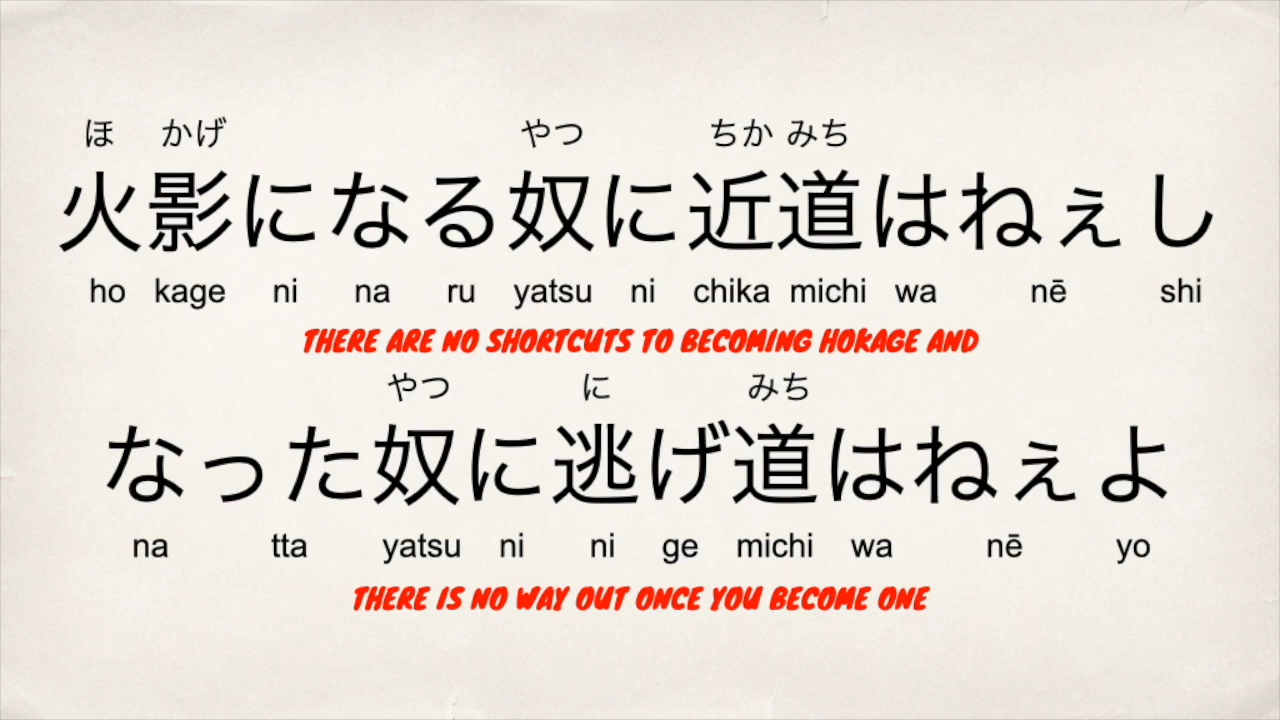 ほ かげ やつ ちか みち
火影になる奴に近道はねぇし
ho kage ni na ru yatsu ni chika michi wa nē shi
THERE ARE NO SHORTCUTS TO BECOMING HOKAGE AND
やつ に みち
なった奴に逃げ道はねぇよ
na tta yatsu ni ni ge michi wa nē yo
THERE IS NO WAY OUT ONCE YOU BECOME ONE